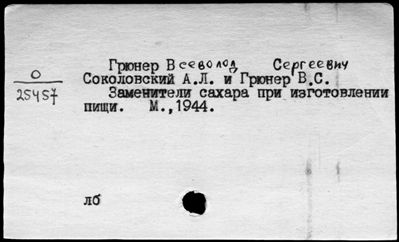 Грюнер Всеволод Сергеевич
О
25457
Соколовский А.Л. и Грюнер В.С.
Заменители сахара при изготовлении
пищи. М.,1944.
лб